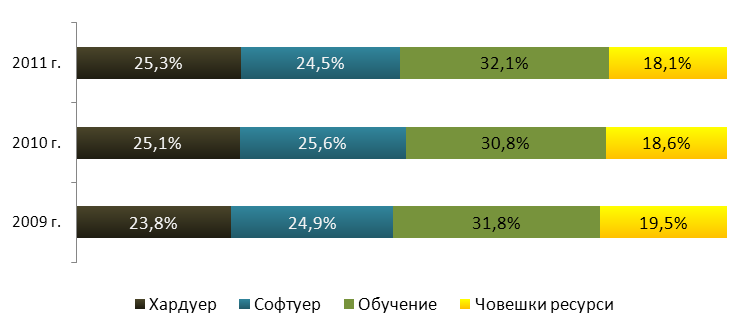 2011 г. 25,3% 24,5% 32,1% 18,1%
2010 г. 25,1% 25,6% 30,8% 18,6%
2009 г. 23,8% 24,9% 31,8% 19,5%
Хардуер Софтуер Обучение Човешки ресурси